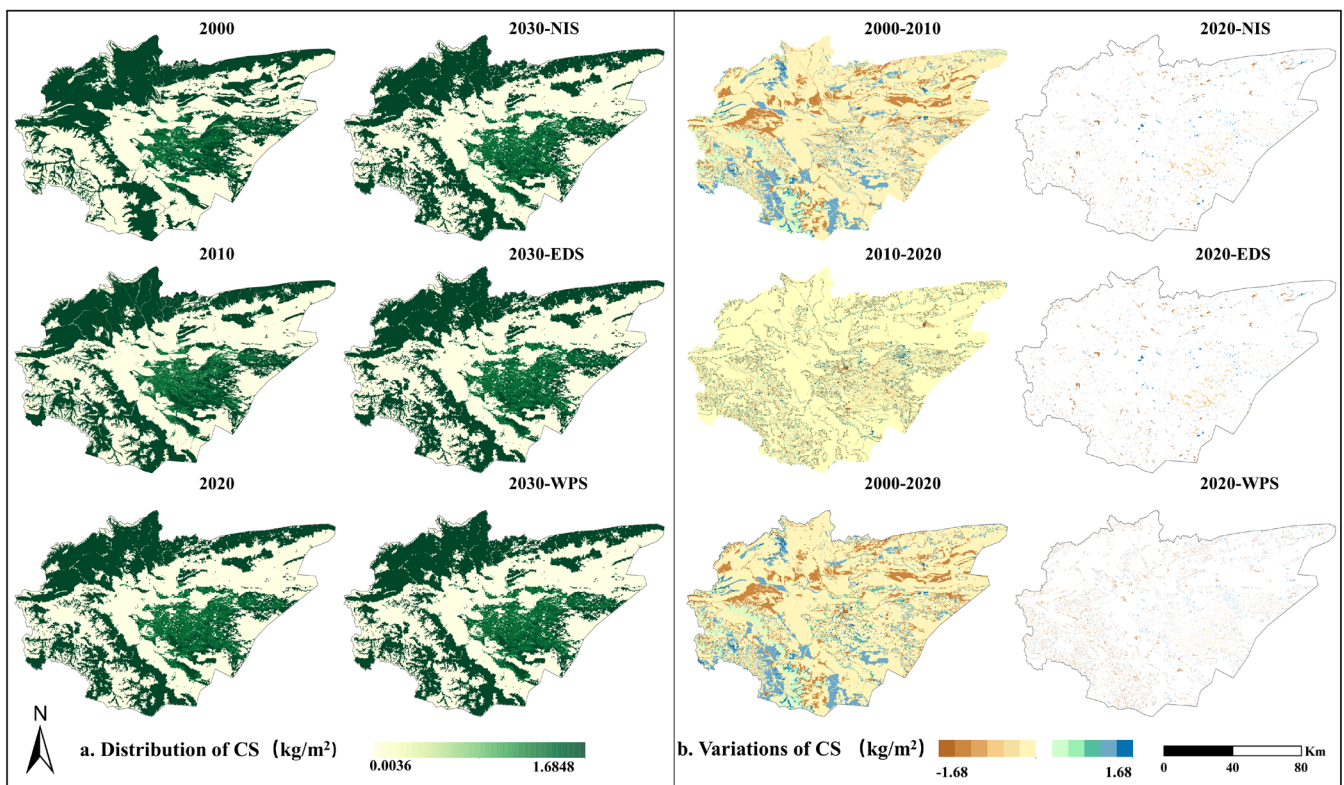 2000
2030-NIS
2000-2010
2020-NIS
2010
2030-EDS
2010-2020
2020-EDS
2020
2030-WPS
2000-2020
2020-WPS
N
a. Distribution of CS （kg/m²）
0.0036
1.6848
b. Variations of CS （kg/m²）
-1.68
1.68
Km
0
40
80